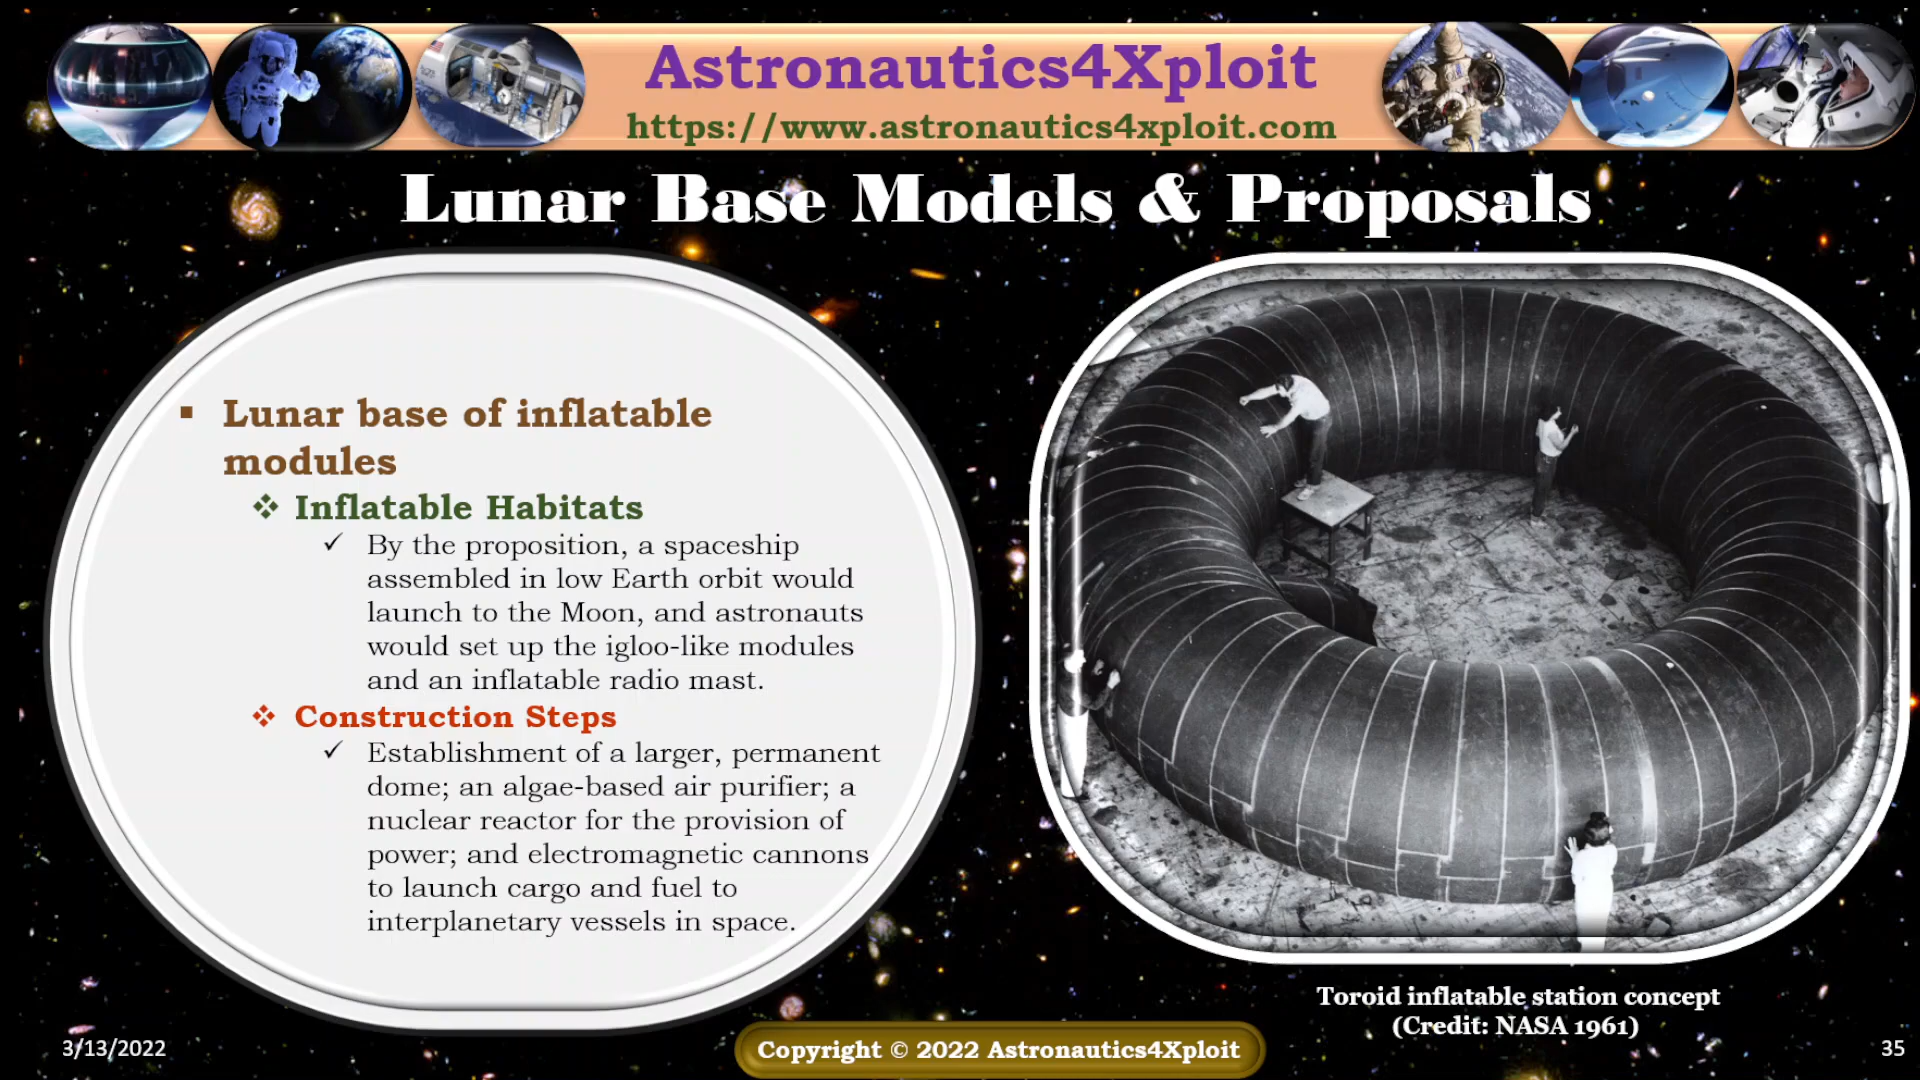 Astronautics4Xploit
https://www.astronautics4xploit.com
Lunar Base Models & Proposals
▪ Lunar base of inflatable
modules
❖ Inflatable Habitats
✓ By the proposition, a spaceship
assembled in low Earth orbit would
launch to the Moon, and astronauts
would set up the igloo-like modules
and an inflatable radio mast.
❖ Construction Steps
✓ Establishment of a larger, permanent
dome; an algae-based air purifier; a
nuclear reactor for the provision of
power; and electromagnetic cannons
to launch cargo and fuel to
interplanetary vessels in space.
Toroid inflatable station concept
(Credit: NASA 1961)
3/13/2022
Copyright © 2022 Astronautics4Xploit
35